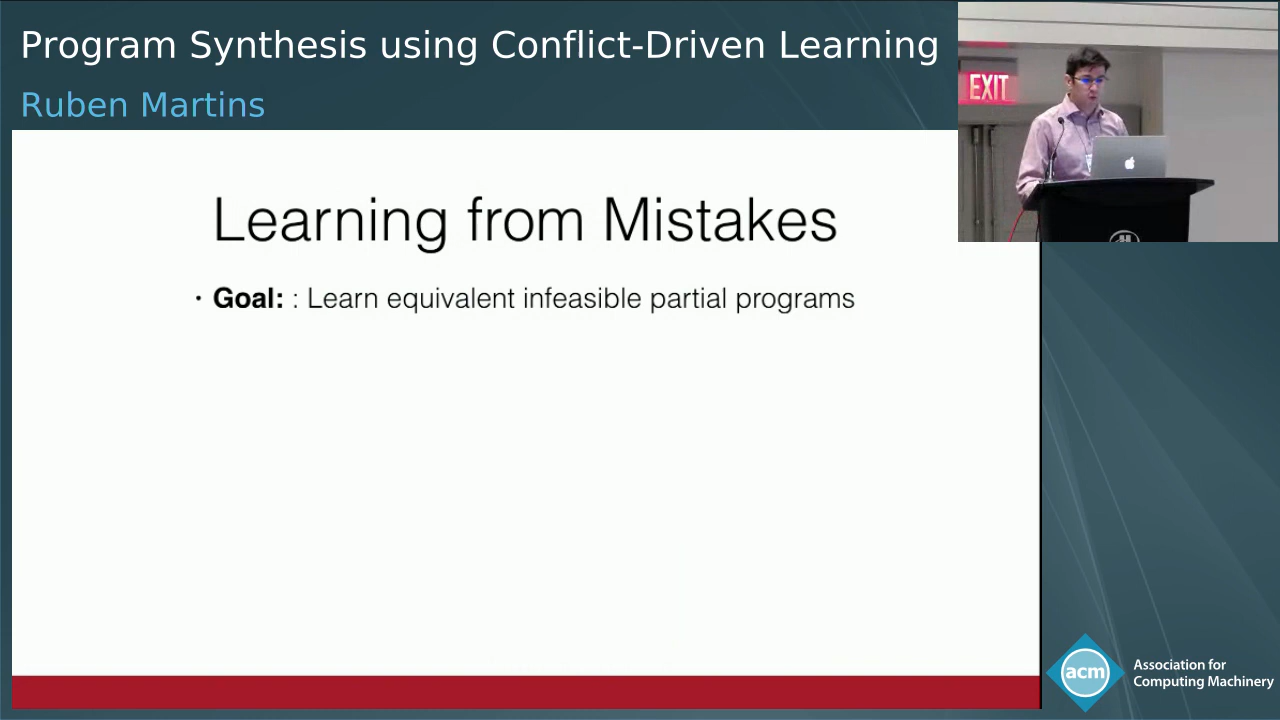 Program Synthesis using Conflict-Driven Learning
Ruben Martins
EXIT
Learning from Mistakes
· Goal: : Learn equivalent infeasible partial programs
acm
Association for
Computing Machinery